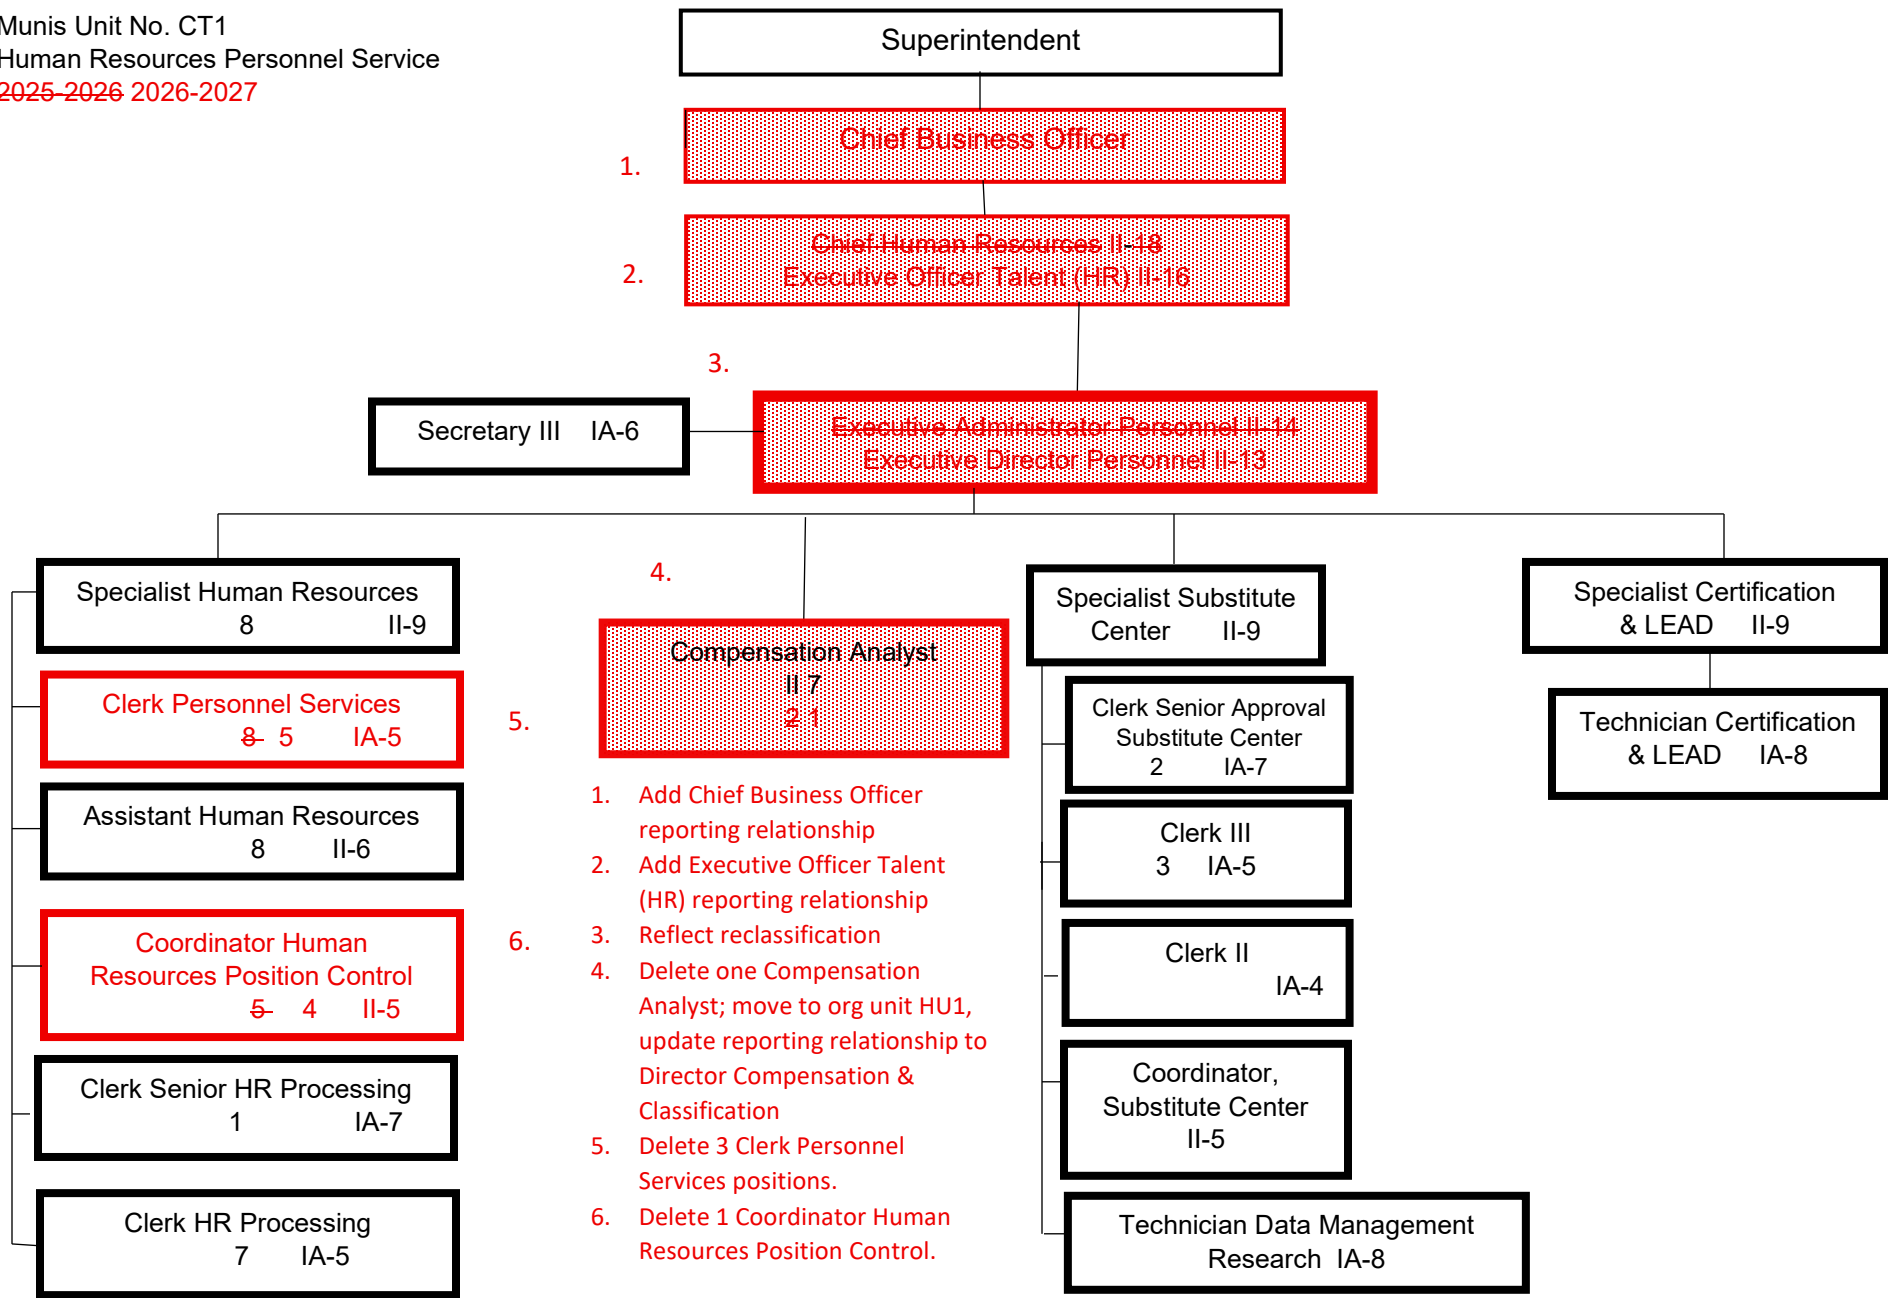 Munis Unit No. CT1
Human Resources Personnel Service
2025-2026 2026-2027
Superintendent
1.
Chief Business Officer
2.
Chief Human Resources II-18
Executive Officer Talent (HR) II-16
3.
Secretary III IA-6
Executive Administrator Personnel II-14
Executive Director Personnel II-13
Specialist Human Resources
8 II-9
Clerk Personnel Services
8 5 IA-5
5.
Assistant Human Resources
8 II-6
Coordinator Human
Resources Position Control
5 4 II-5
6.
Clerk Senior HR Processing
1 IA-7
Clerk HR Processing
7 IA-5
4.
Compensation Analyst
II 7
2 1
1. Add Chief Business Officer
reporting relationship
2. Add Executive Officer Talent
(HR) reporting relationship
3. Reflect reclassification
4. Delete one Compensation
Analyst; move to org unit HU1,
update reporting relationship to
Director Compensation &
Classification
5. Delete 3 Clerk Personnel
Services positions.
6. Delete 1 Coordinator Human
Resources Position Control.
Specialist Substitute
Center II-9
Clerk Senior Approval
Substitute Center
2 IA-7
Clerk III
3 IA-5
Clerk II
IA-4
Coordinator,
Substitute Center
II-5
Technician Data Management
Research IA-8
Specialist Certification
& LEAD II-9
Technician Certification
& LEAD IA-8